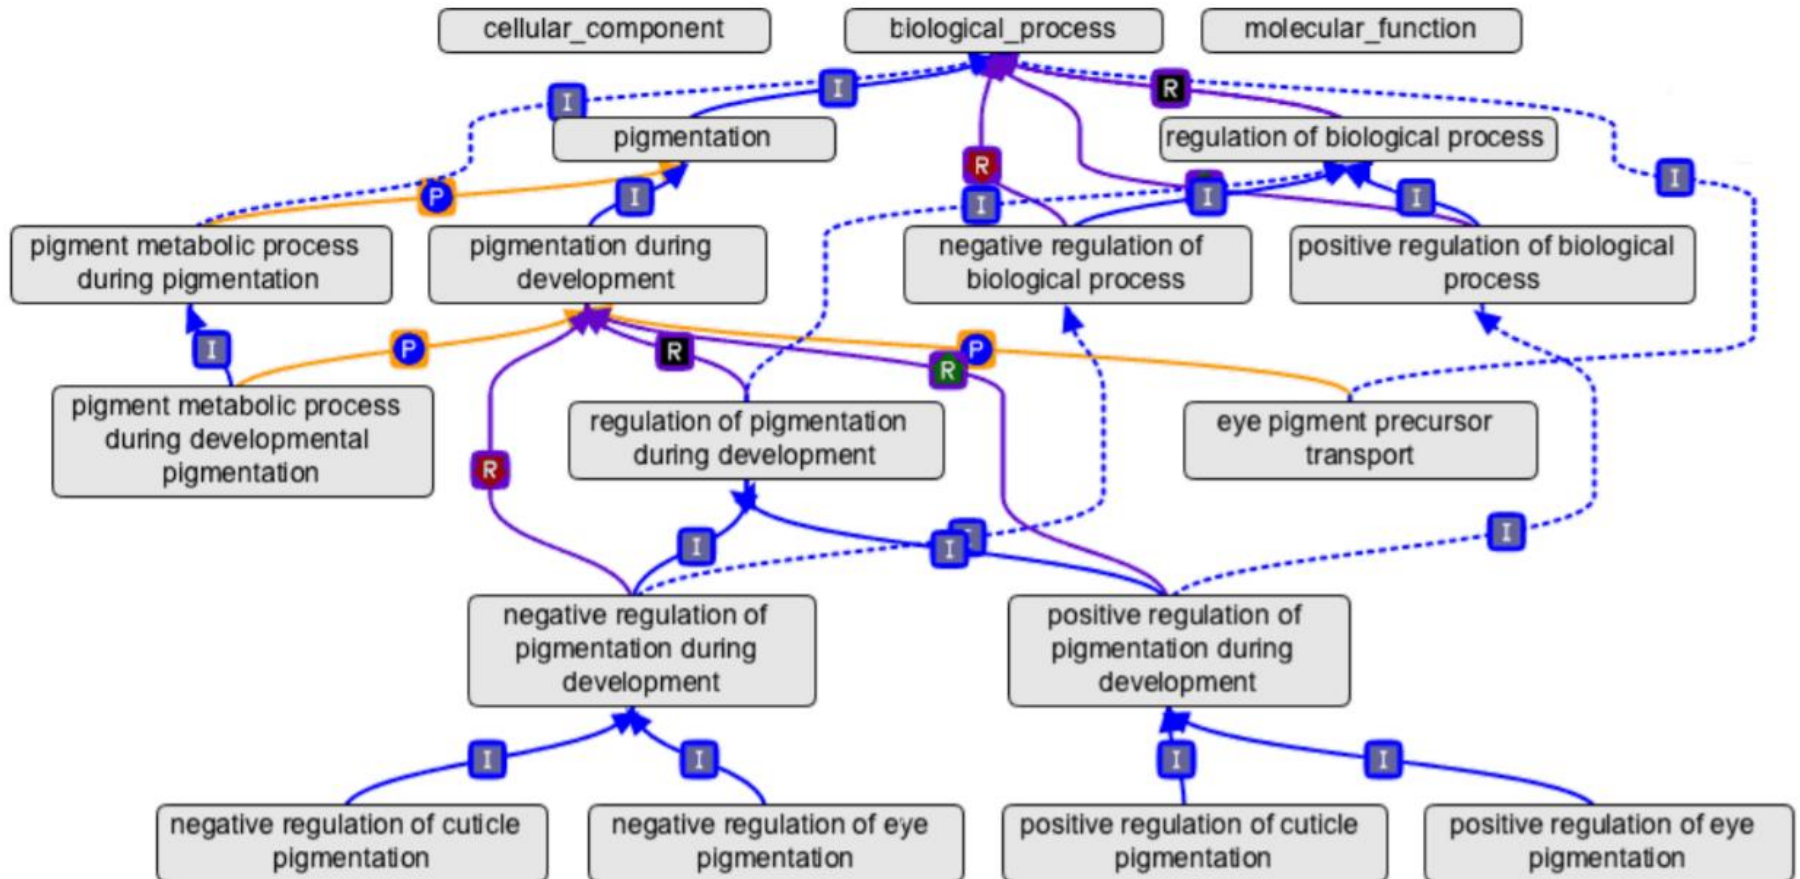 cellular_component
biological_process
molecular_function
I
I
R
pigmentation
regulation of biological process
R
I
P
I
I
I
I
pigment metabolic process
during pigmentation
pigmentation during
development
negative regulation of
biological process
positive regulation of biological
process
I
P
R
R
P
pigment metabolic process
during developmental
pigmentation
regulation of pigmentation
during development
eye pigment precursor
transport
R
I
I
I
negative regulation of
pigmentation during
development
positive regulation of
pigmentation during
development
I
I
I
I
negative regulation of cuticle
pigmentation
negative regulation of eye
pigmentation
positive regulation of cuticle
pigmentation
positive regulation of eye
pigmentation